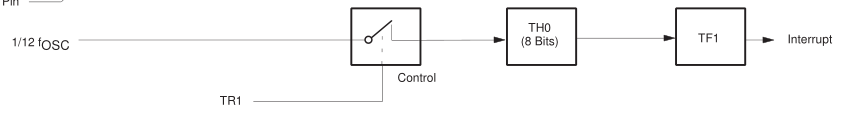 Pin
1/12 fOSC
TH0
(8 Bits)
TF1
Interrupt
Control
TR1